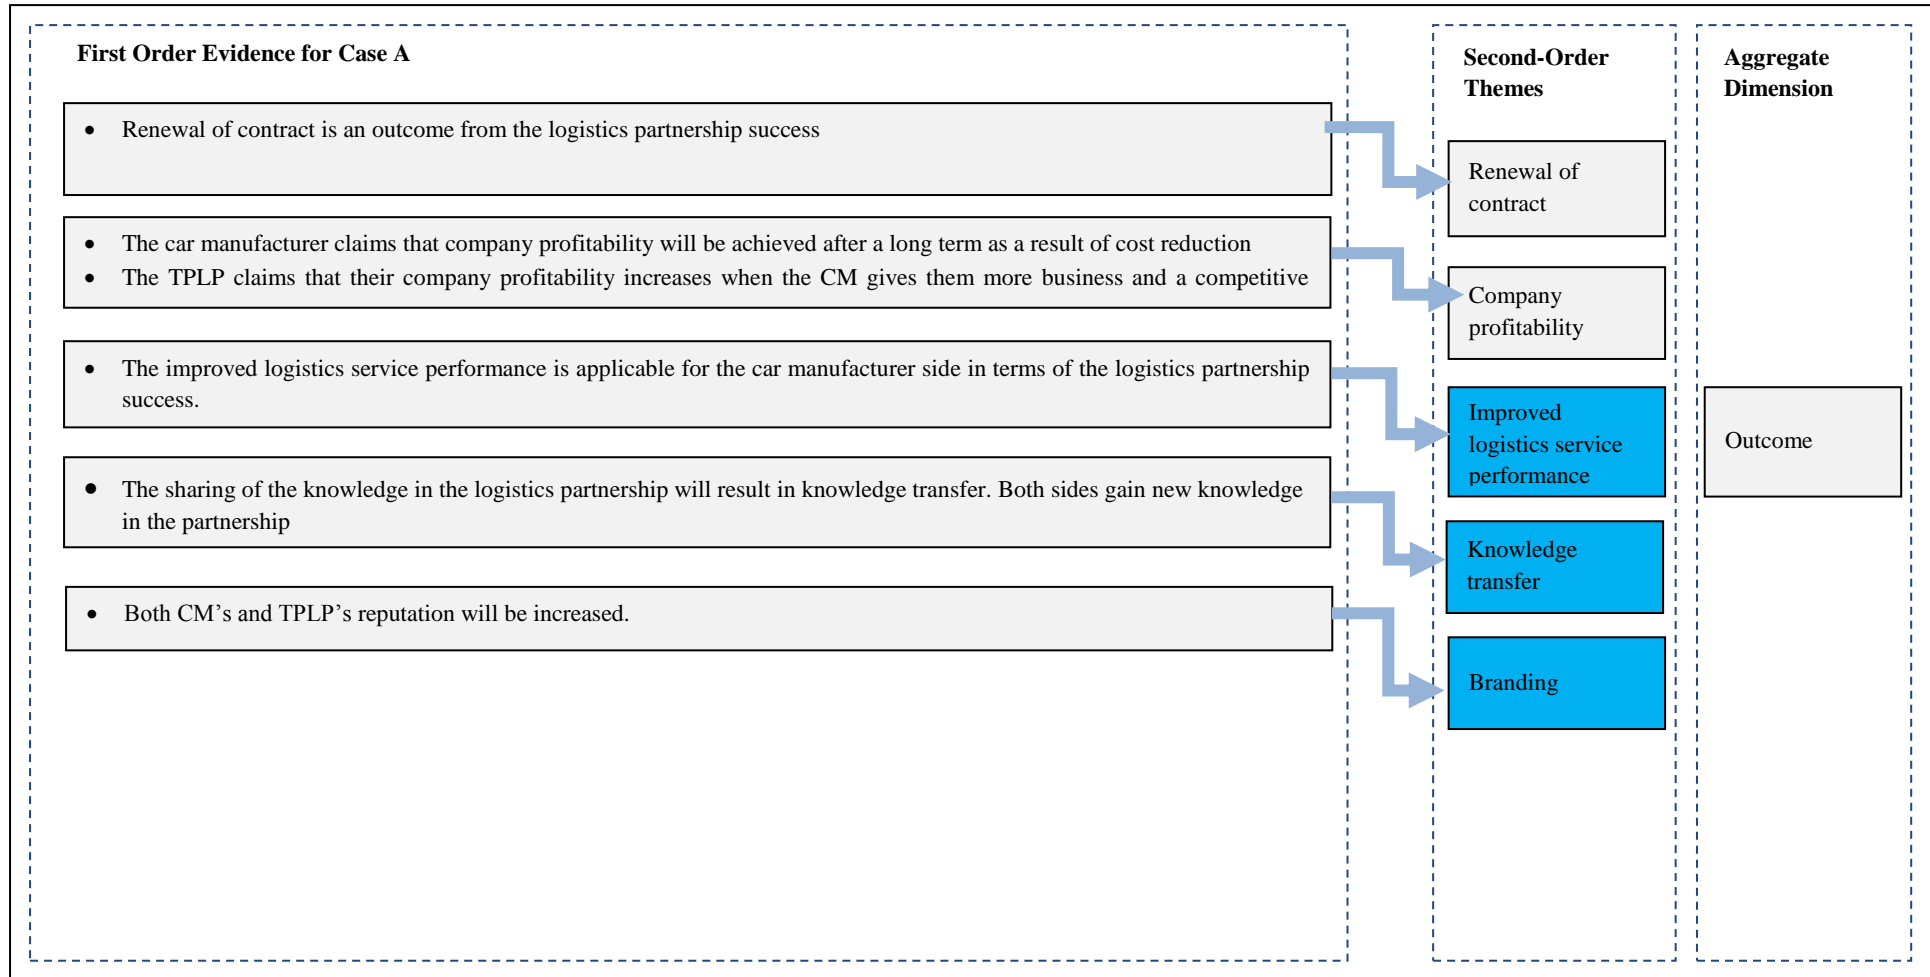 First Order Evidence for Case A
• Renewal of contract is an outcome from the logistics partnership success
• The car manufacturer claims that company profitability will be achieved after a long term as a result of cost reduction
• The TPLP claims that their company profitability increases when the CM gives them more business and a competitive
• The improved logistics service performance is applicable for the car manufacturer side in terms of the logistics partnership
success.
• The sharing of the knowledge in the logistics partnership will result in knowledge transfer. Both sides gain new knowledge
in the partnership
• Both CM’s and TPLP’s reputation will be increased.
Second-Order
Themes
Renewal of
contract
Company
profitability
Improved
logistics service
performance
Knowledge
transfer
Branding
Aggregate
Dimension
Outcome